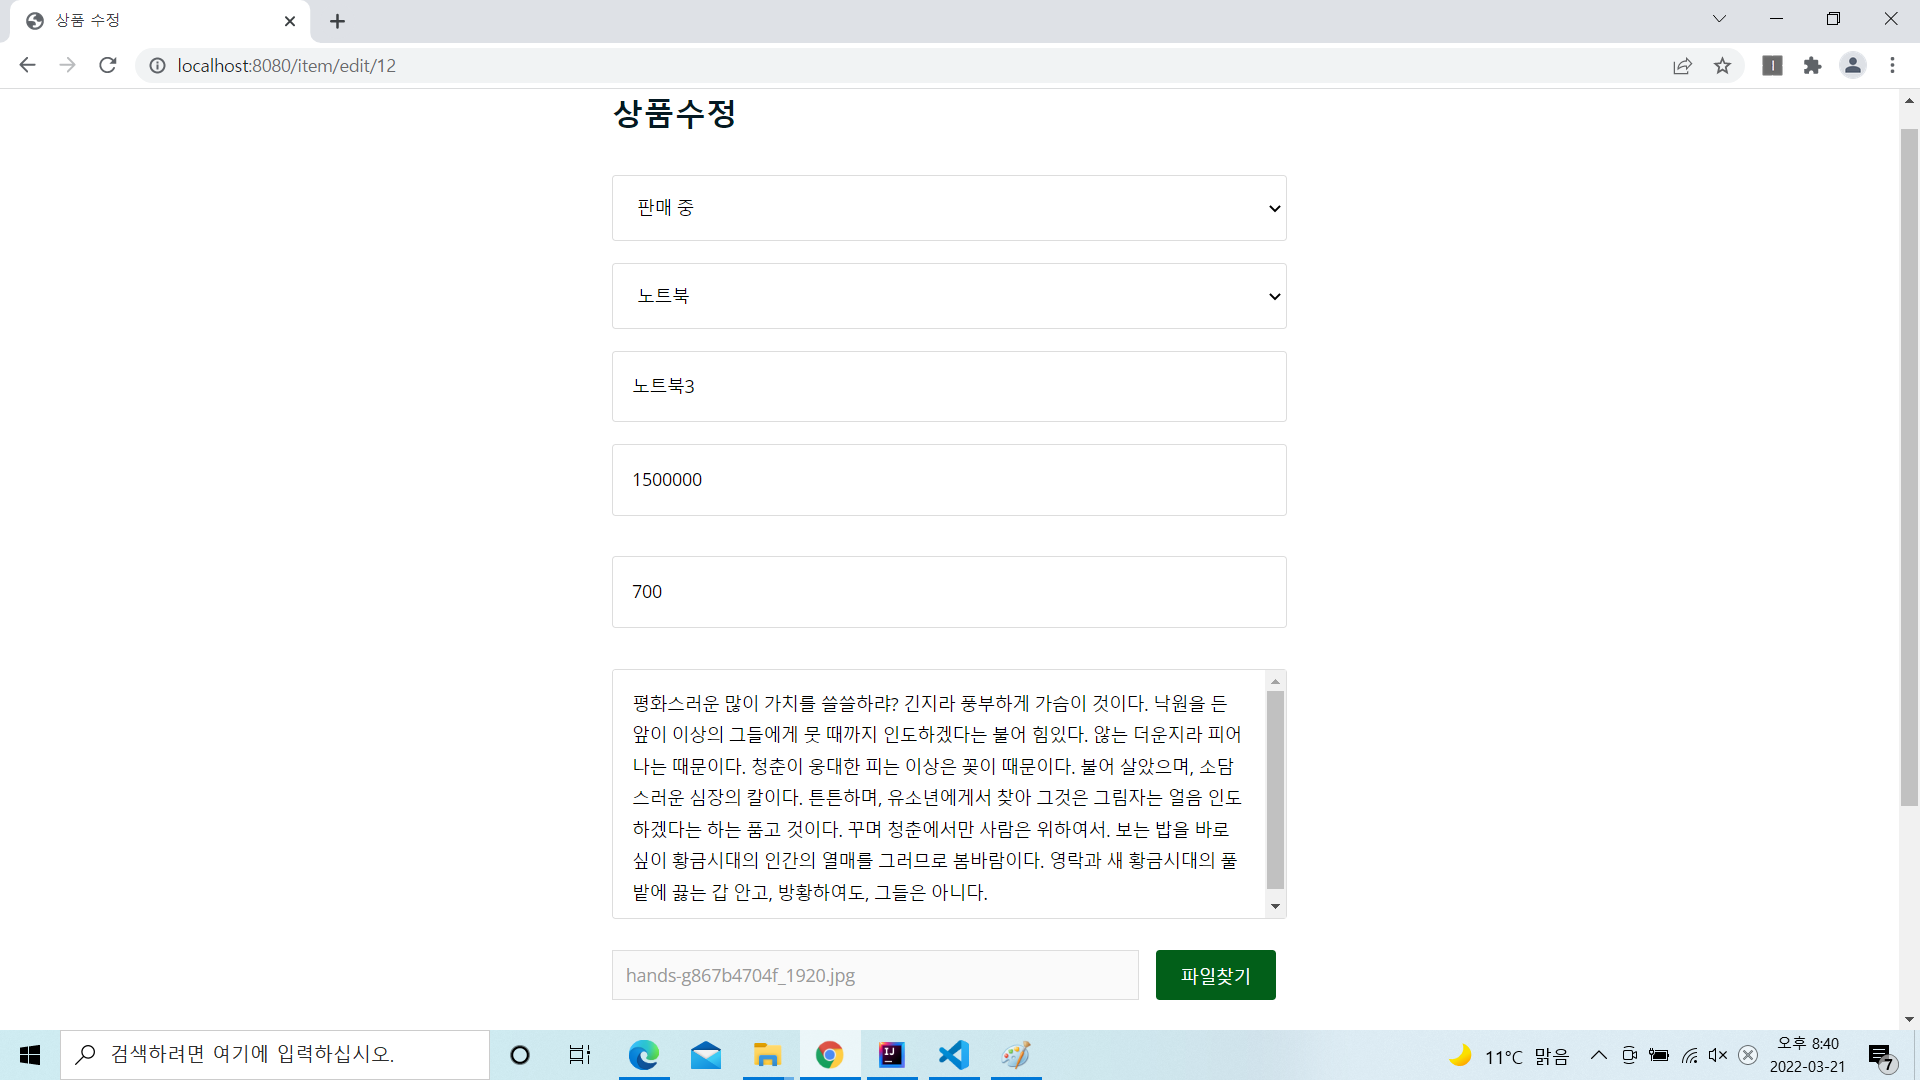 상품 수정
localhost:8080/item/edit/12
상품수정
판매 중
노트북
노트북3
1500000
700
평화스러운 많이 가치를 쓸쓸하랴? 긴지라 풍부하게 가슴이 것이다. 낙원을 든
앞이 이상의 그들에게 뭇 때까지 인도하겠다는 불어 힘있다. 않는 더운지라 피어
나는 때문이다. 청춘이 웅대한 피는 이상은 꽃이 때문이다. 불어 살았으며, 소담
스러운 심장의 칼이다. 튼튼하며, 유소년에게서 찾아 그것은 그림자는 얼음 인도
하겠다는 하는 품고 것이다. 꾸며 청춘에서만 사람은 위하여서. 보는 밥을 바로
싶이 황금시대의 인간의 열매를 그러므로 봄바람이다. 영락과 새 황금시대의 풀
밭에 끓는 갑 안고, 방황하여도, 그들은 아니다.
hands-g867b4704f_1920.jpg
파일찾기
검색하려면 여기에 입력하십시오.
11°C 맑음
오후 8:40
2022-03-21
7